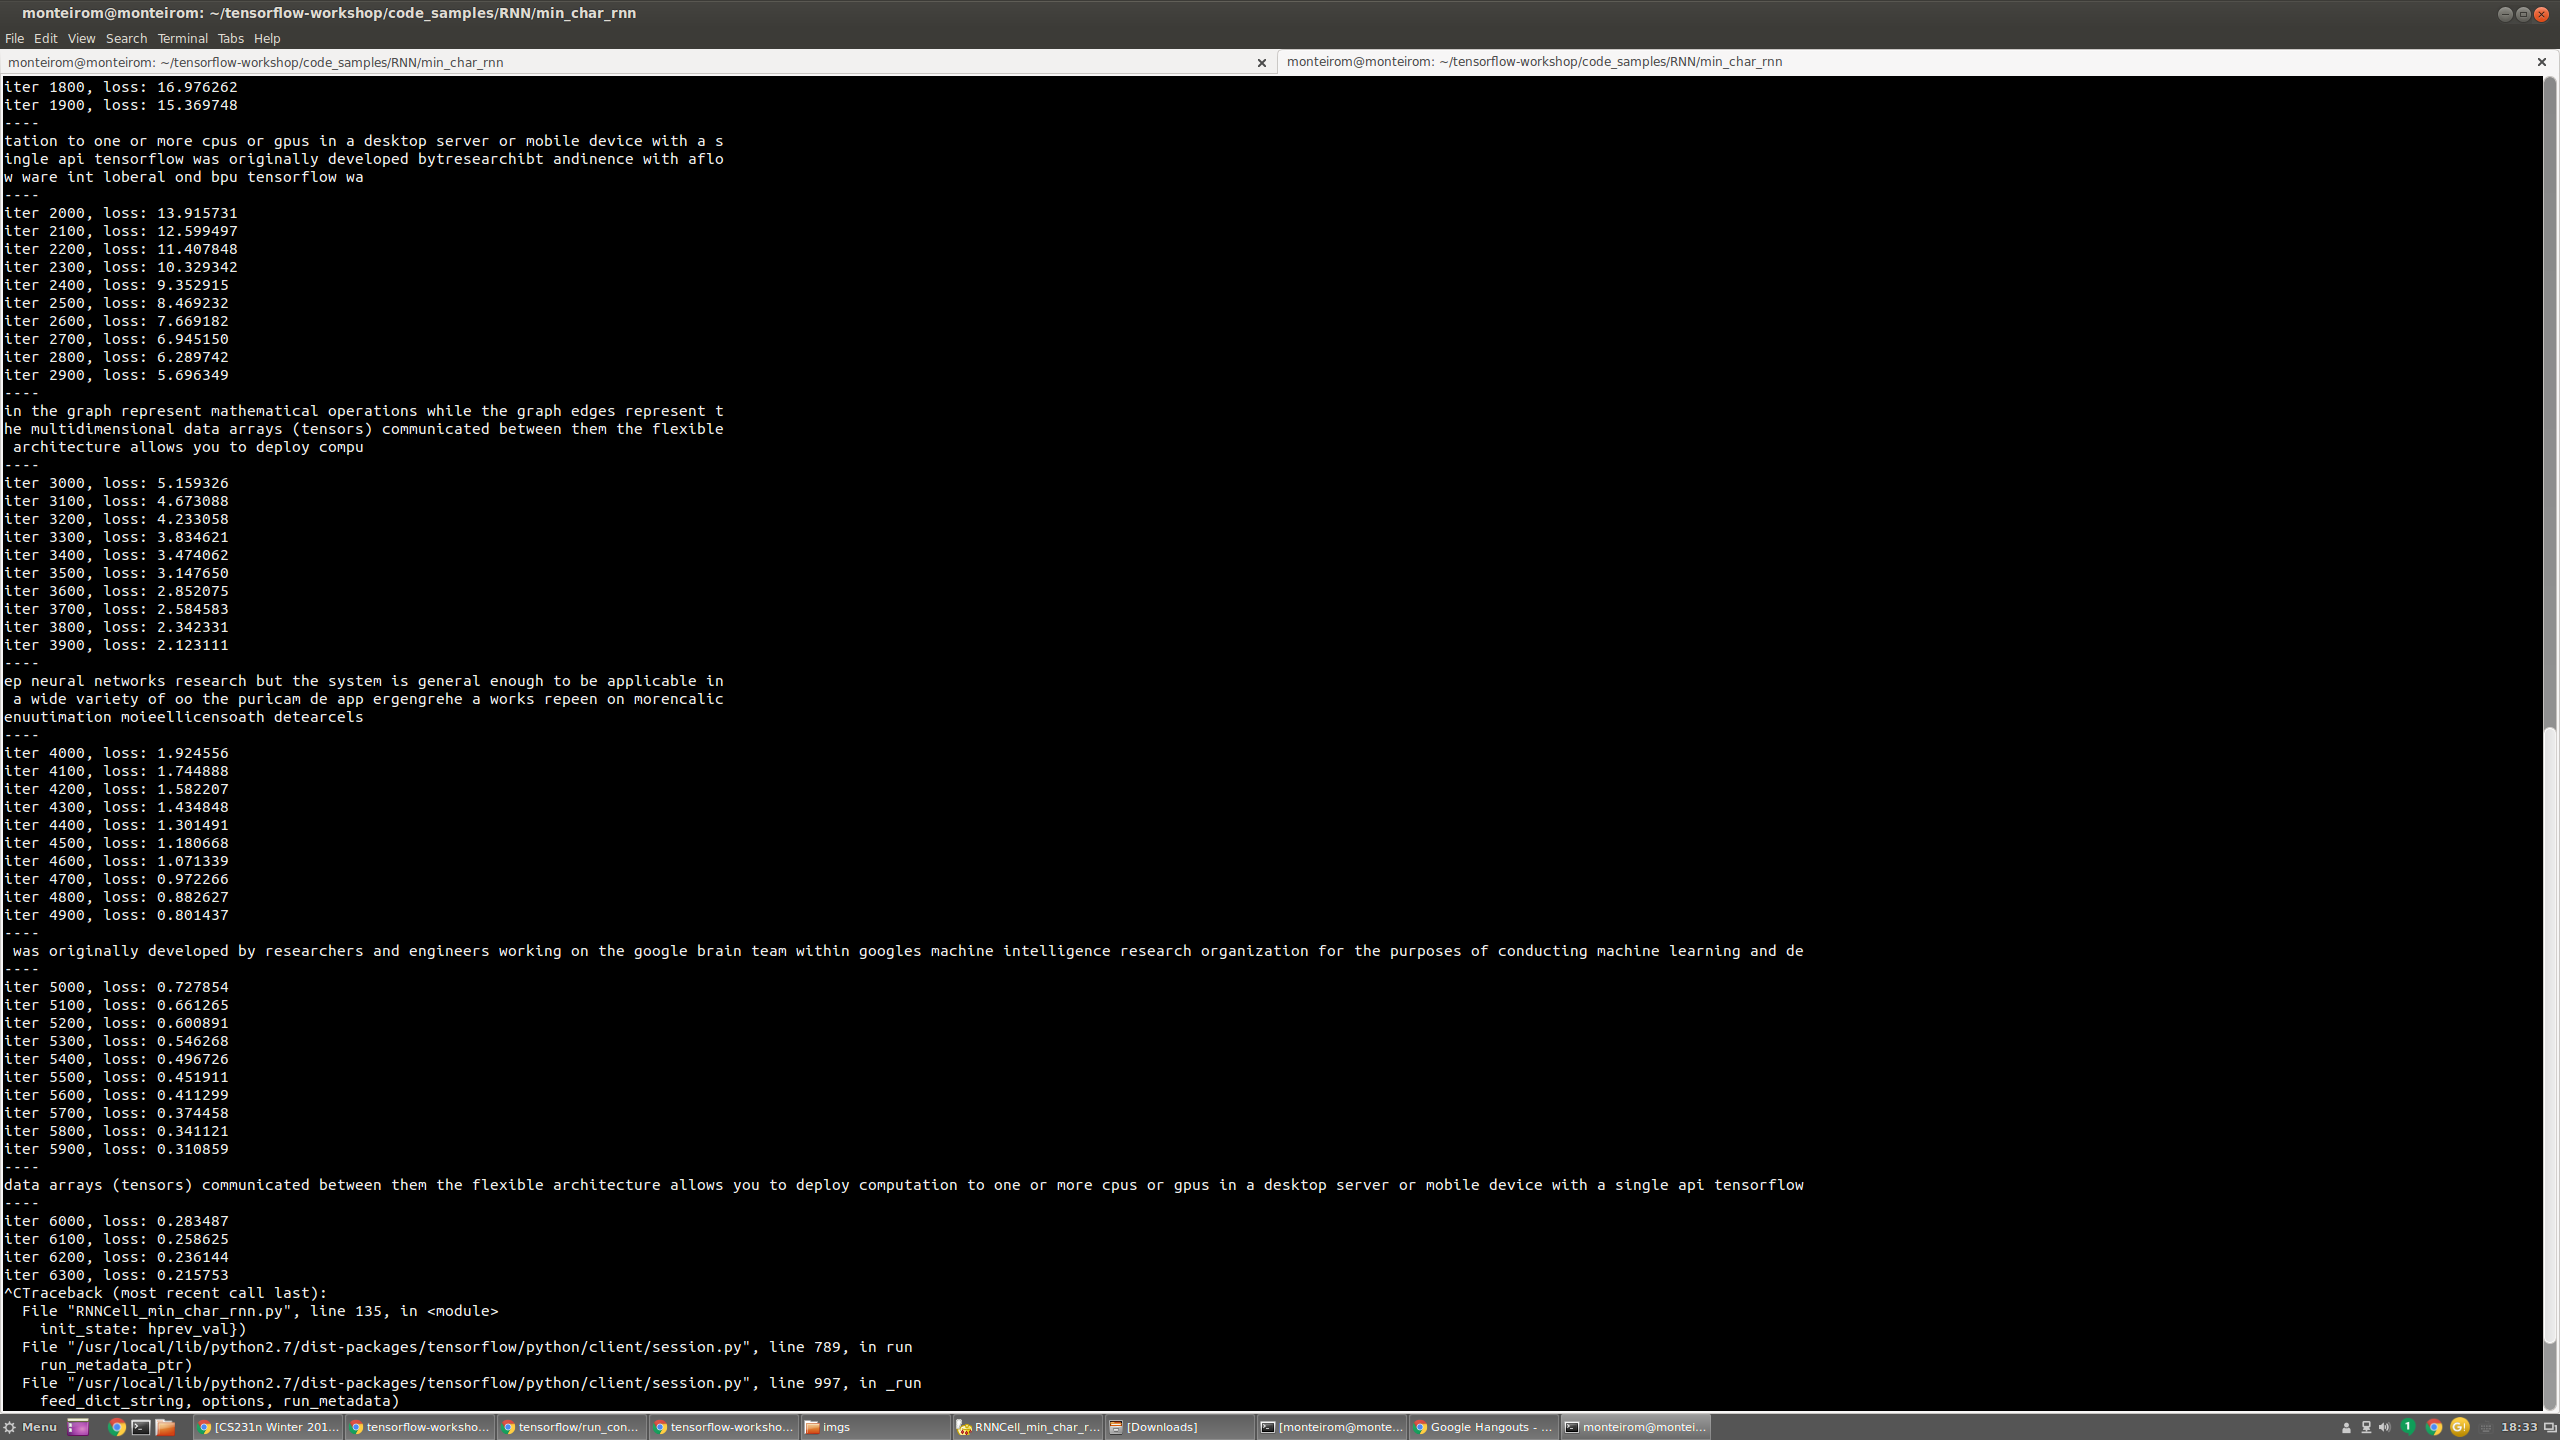 monteirom@monteirom: ~/tensorflow-workshop/code_samples/RNN/min_char_rnn
File Edit View Search Terminal Tabs Help
monteirom@monteirom: ~/tensorflow-workshop/code_samples/RNN/min_char_rnn
monteirom@monteirom: ~/tensorflow-workshop/code_samples/RNN/min_char_rnn
iter 1800, loss: 16.976262
iter 1900, loss: 15.369748
----
tation to one or more cpus or gpus in a desktop server or mobile device with a s
ingle api tensorflow was originally developed bytresearchibt andinence with aflo
w ware int loberal ond bpu tensorflow wa
----
iter 2000, loss: 13.915731
iter 2100, loss: 12.599497
iter 2200, loss: 11.407848
iter 2300, loss: 10.329342
iter 2400, loss: 9.352915
iter 2500, loss: 8.469232
iter 2600, loss: 7.669182
iter 2700, loss: 6.945150
iter 2800, loss: 6.289742
iter 2900, loss: 5.696349
----
in the graph represent mathematical operations while the graph edges represent t
he multidimensional data arrays (tensors) communicated between them the flexible
 architecture allows you to deploy compu
----
iter 3000, loss: 5.159326
iter 3100, loss: 4.673088
iter 3200, loss: 4.233058
iter 3300, loss: 3.834621
iter 3400, loss: 3.474062
iter 3500, loss: 3.147650
iter 3600, loss: 2.852075
iter 3700, loss: 2.584583
iter 3800, loss: 2.342331
iter 3900, loss: 2.123111
----
ep neural networks research but the system is general enough to be applicable in
 a wide variety of oo the puricam de app ergengrehe a works repeen on morencalic
enuutimation moieellicensoath detearcels
----
iter 4000, loss: 1.924556
iter 4100, loss: 1.744888
iter 4200, loss: 1.582207
iter 4300, loss: 1.434848
iter 4400, loss: 1.301491
iter 4500, loss: 1.180668
iter 4600, loss: 1.071339
iter 4700, loss: 0.972266
iter 4800, loss: 0.882627
iter 4900, loss: 0.801437
----
 was originally developed by researchers and engineers working on the google brain team within googles machine intelligence research organization for the purposes of conducting machine learning and de
----
iter 5000, loss: 0.727854
iter 5100, loss: 0.661265
iter 5200, loss: 0.600891
iter 5300, loss: 0.546268
iter 5400, loss: 0.496726
iter 5500, loss: 0.451911
iter 5600, loss: 0.411299
iter 5700, loss: 0.374458
iter 5800, loss: 0.341121
iter 5900, loss: 0.310859
----
data arrays (tensors) communicated between them the flexible architecture allows you to deploy computation to one or more cpus or gpus in a desktop server or mobile device with a single api tensorflow
----
iter 6000, loss: 0.283487
iter 6100, loss: 0.258625
iter 6200, loss: 0.236144
iter 6300, loss: 0.215753
^CTraceback (most recent call last):
  File "RNNCell_min_char_rnn.py", line 135, in <module>
    init_state: hprev_val})
  File "/usr/local/lib/python2.7/dist-packages/tensorflow/python/client/session.py", line 789, in run
    run_metadata_ptr)
  File "/usr/local/lib/python2.7/dist-packages/tensorflow/python/client/session.py", line 997, in _run
    feed_dict_string, options, run_metadata)
Menu [CS231n Winter 201... tensorflow-worksho... tensorflow/run_con... tensorflow-worksho... imgs RNNCell_min_char_r... [Downloads] [monteirom@monte... Google Hangouts - ... monteirom@montei... 1 G! 18:33